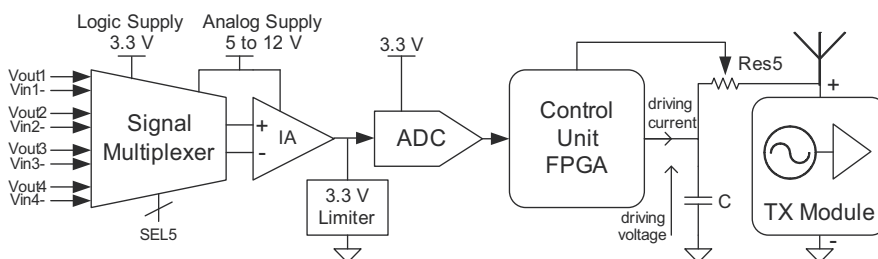 Logic Supply
3.3 V
Analog Supply
5 to 12 V
Vout1
Vin1-
Vout2
Vin2-
Vout3
Vin3-
Vout4
Vin4-
Signal
Multiplexer
SEL5
+
-
IA
3.3 V
Limiter
3.3 V
ADC
Control
Unit
FPGA
driving
current
driving
voltage
Res5
C
+
TX Module
-